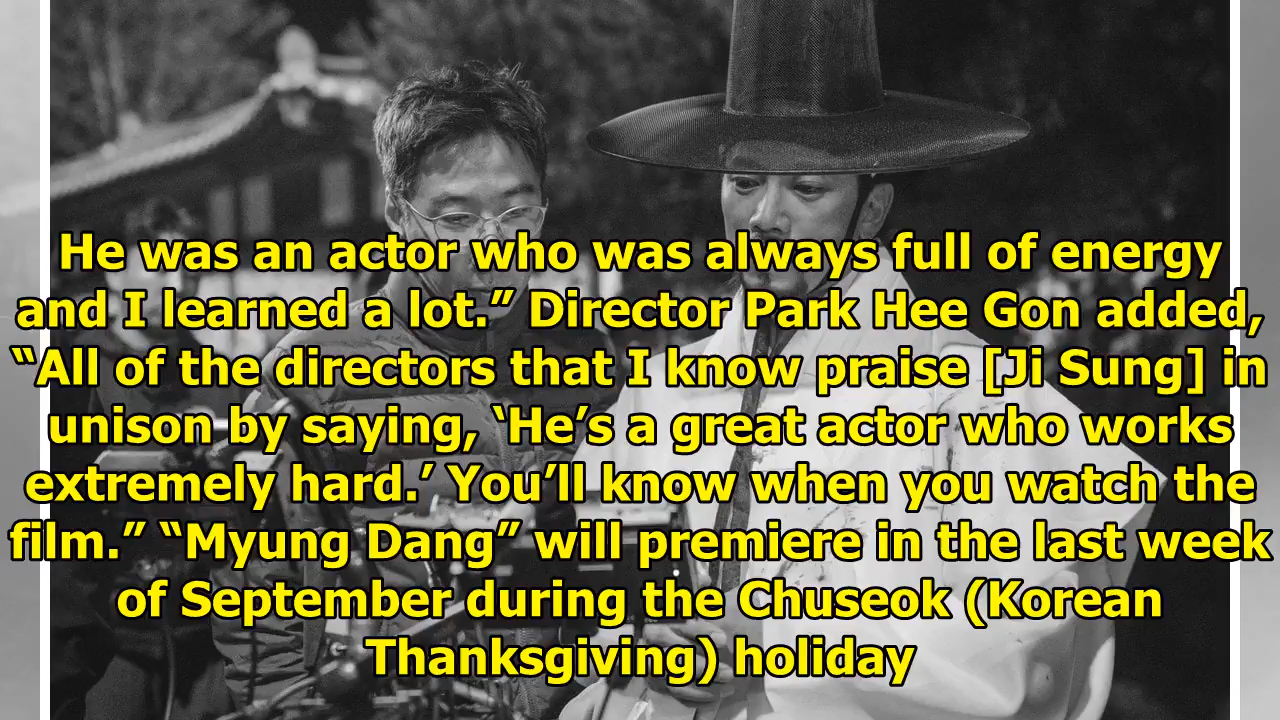 He was an actor who was always full of energy
and I learned a lot.” Director Park Hee Gon added,
“All of the directors that I know praise [Ji Sung] in
unison by saying, ‘He’s a great actor who works
extremely hard.’ You’ll know when you watch the
film.” “Myung Dang” will premiere in the last week
of September during the Chuseok (Korean
Thanksgiving) holiday